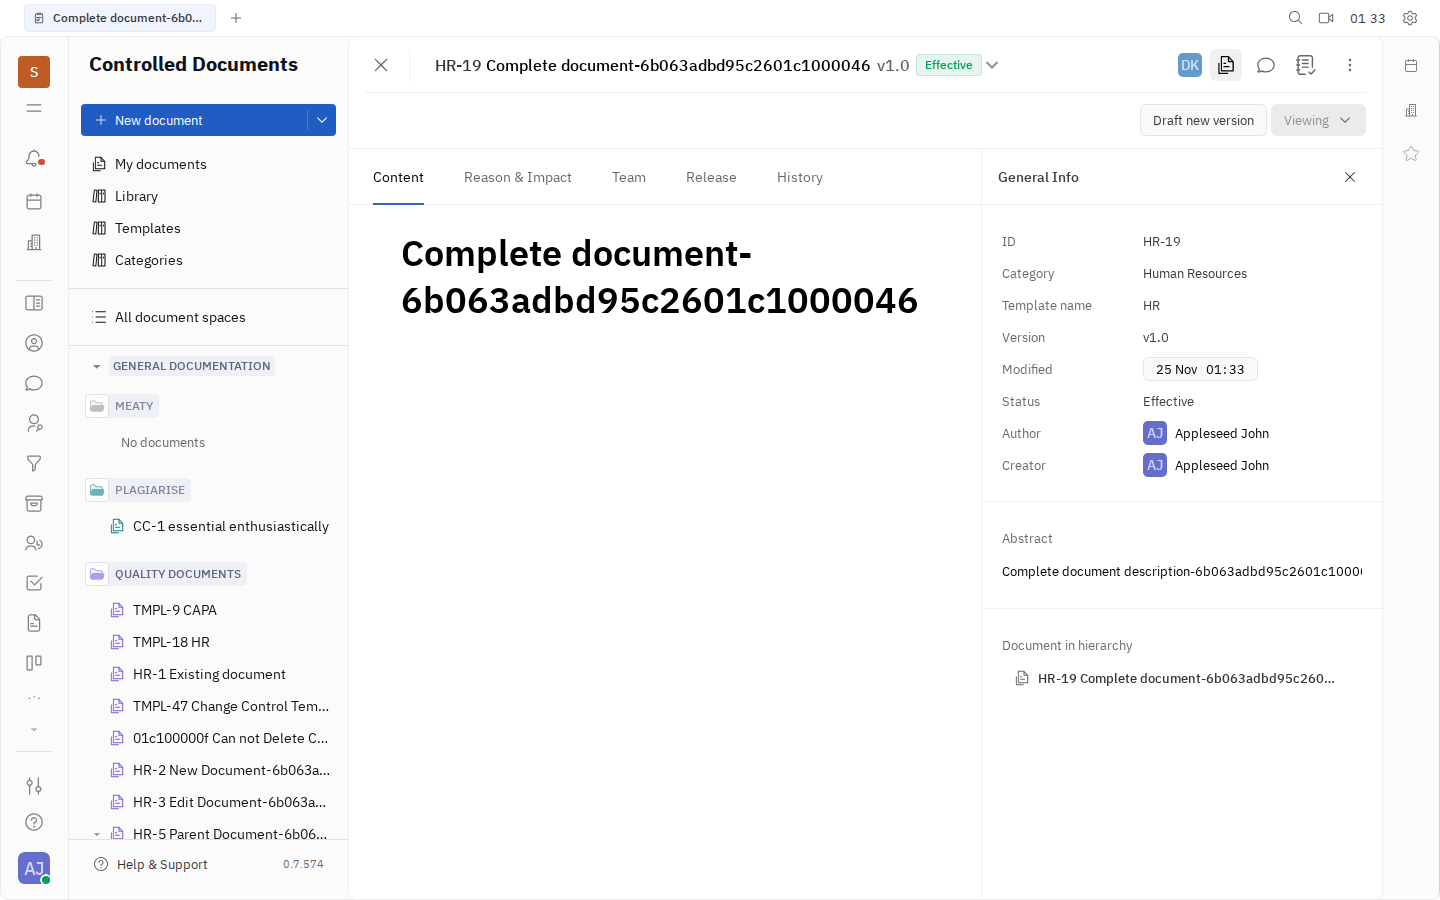 Complete document-6b0...
01 33
S
Controlled Documents
New document
My documents
Library
Templates
Categories
All document spaces
GENERAL DOCUMENTATION
MEATY
No documents
PLAGIARISE
CC-1 essential enthusiastically
QUALITY DOCUMENTS
TMPL-9 CAPA
TMPL-18 HR
HR-1 Existing document
TMPL-47 Change Control Tem...
01c100000f Can not Delete C...
HR-2 New Document-6b063a...
HR-3 Edit Document-6b063a...
HR-5 Parent Document-6b06...
Help & Support 0.7.574
AJ
HR-19 Complete document-6b063adbd95c2601c1000046 v1.0 Effective
DK
Draft new version Viewing
Content Reason & Impact Team Release History
Complete document-
6b063adbd95c2601c1000046
General Info
ID HR-19
Category Human Resources
Template name HR
Version v1.0
Modified 25 Nov 01:33
Status Effective
Author AJ Appleseed John
Creator AJ Appleseed John
Abstract
Complete document description-6b063adbd95c2601c1000
Document in hierarchy
HR-19 Complete document-6b063adbd95c260...